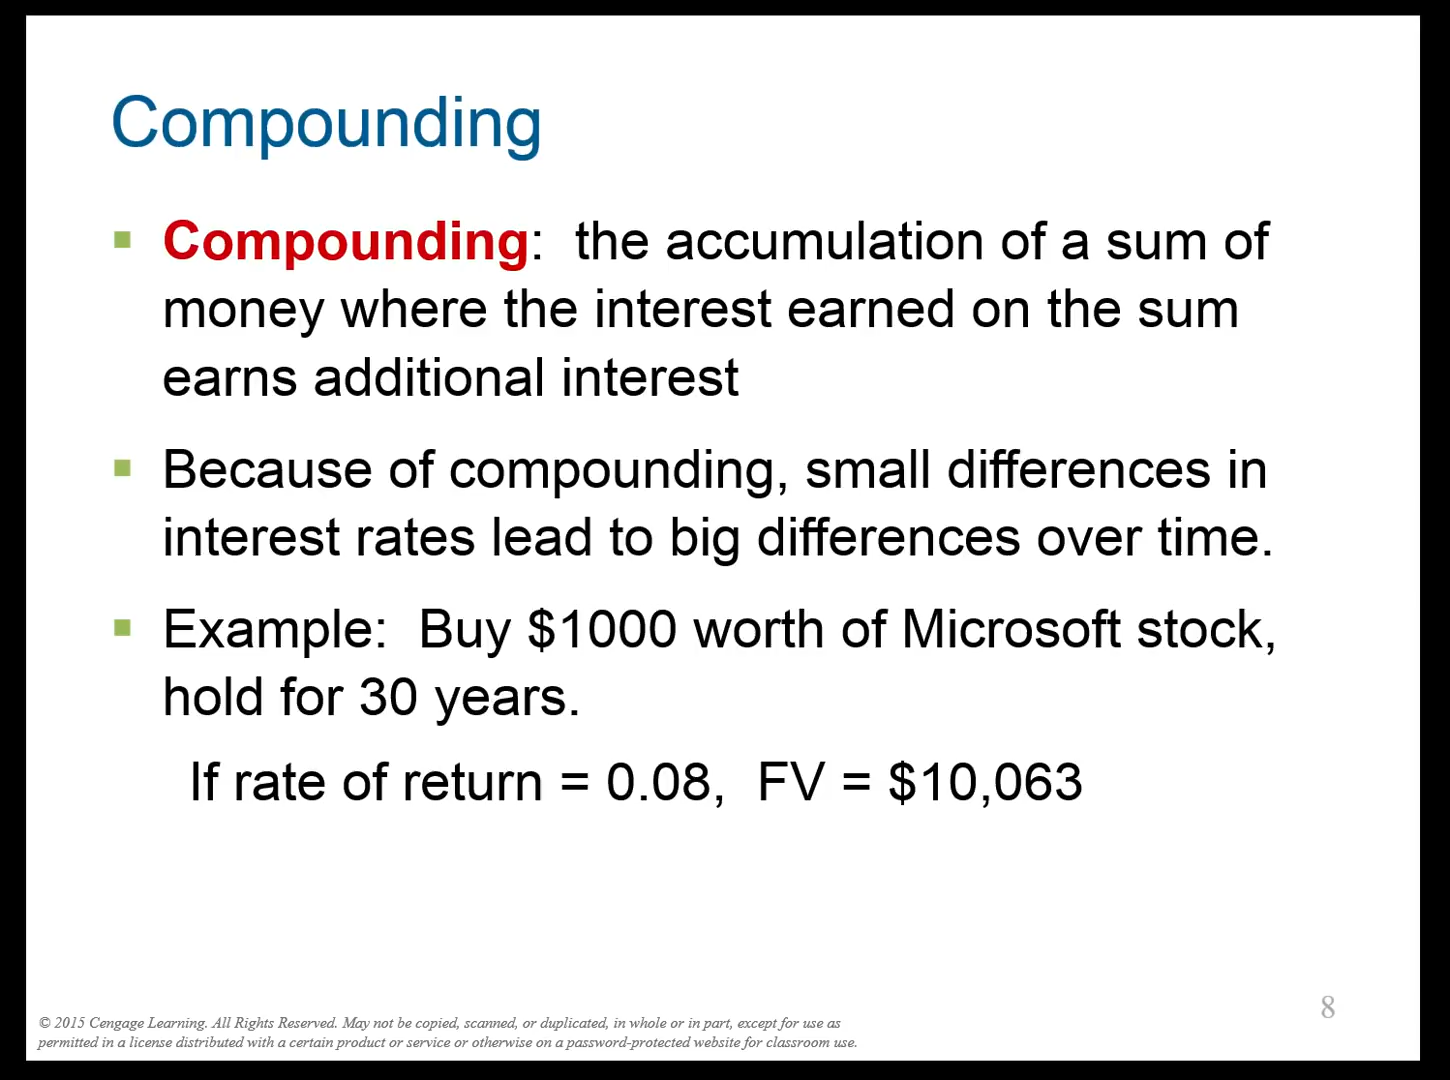 Compounding
Compounding:  the accumulation of a sum of
money where the interest earned on the sum
earns additional interest
Because of compounding, small differences in
interest rates lead to big differences over time.
Example:  Buy $1000 worth of Microsoft stock,
hold for 30 years.
If rate of return = 0.08,  FV = $10,063
8
© 2015 Cengage Learning. All Rights Reserved. May not be copied, scanned, or duplicated, in whole or in part, except for use as
permitted in a license distributed with a certain product or service or otherwise on a password-protected website for classroom use.